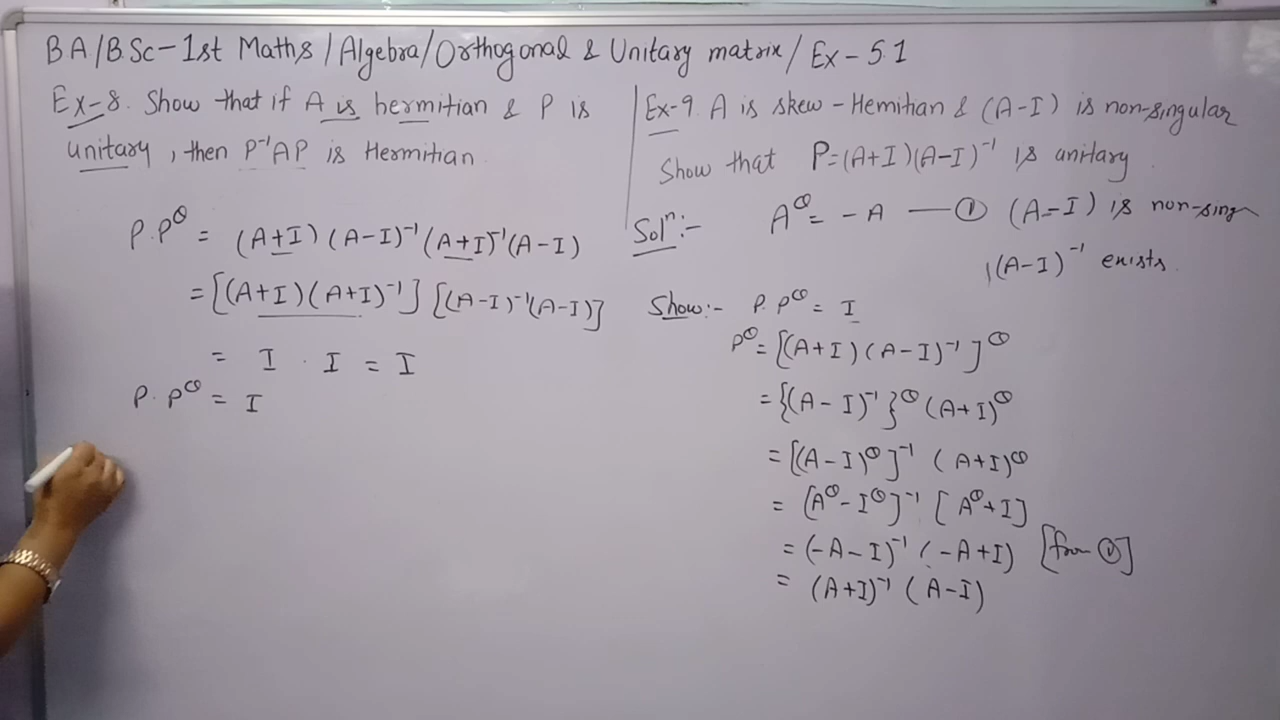 BA/B.Sc-1st Maths/Algebra/Orthogonal & Unitary matrix/Ex-5.1
Ex-8. Show that if A is hermitian & P is
unitary, then P⁻¹AP is Hermitian
P.P^θ = (A+I)(A-I)⁻¹(A+I)⁻¹(A-I)
= [(A+I)(A+I)⁻¹] [(A-I)⁻¹(A-I)]
= I . I = I
P.P^θ = I
Ex-9. A is skew-Hemitian & (A-I) is non-singular
Show that P=(A+I)(A-I)⁻¹ is unitary
Solⁿ:- A^θ = -A — ① (A-I) is non-sing
(A-I)⁻¹ exists.
Show:- P.P^θ = I
P^θ = [(A+I)(A-I)⁻¹]^θ
= {(A-I)⁻¹}^θ (A+I)^θ
= [(A-I)^θ]⁻¹ (A+I)^θ
= [A^θ-I^θ]⁻¹ [A^θ+I]
= (-A-I)⁻¹ (-A+I) [from ①]
= (A+I)⁻¹ (A-I)